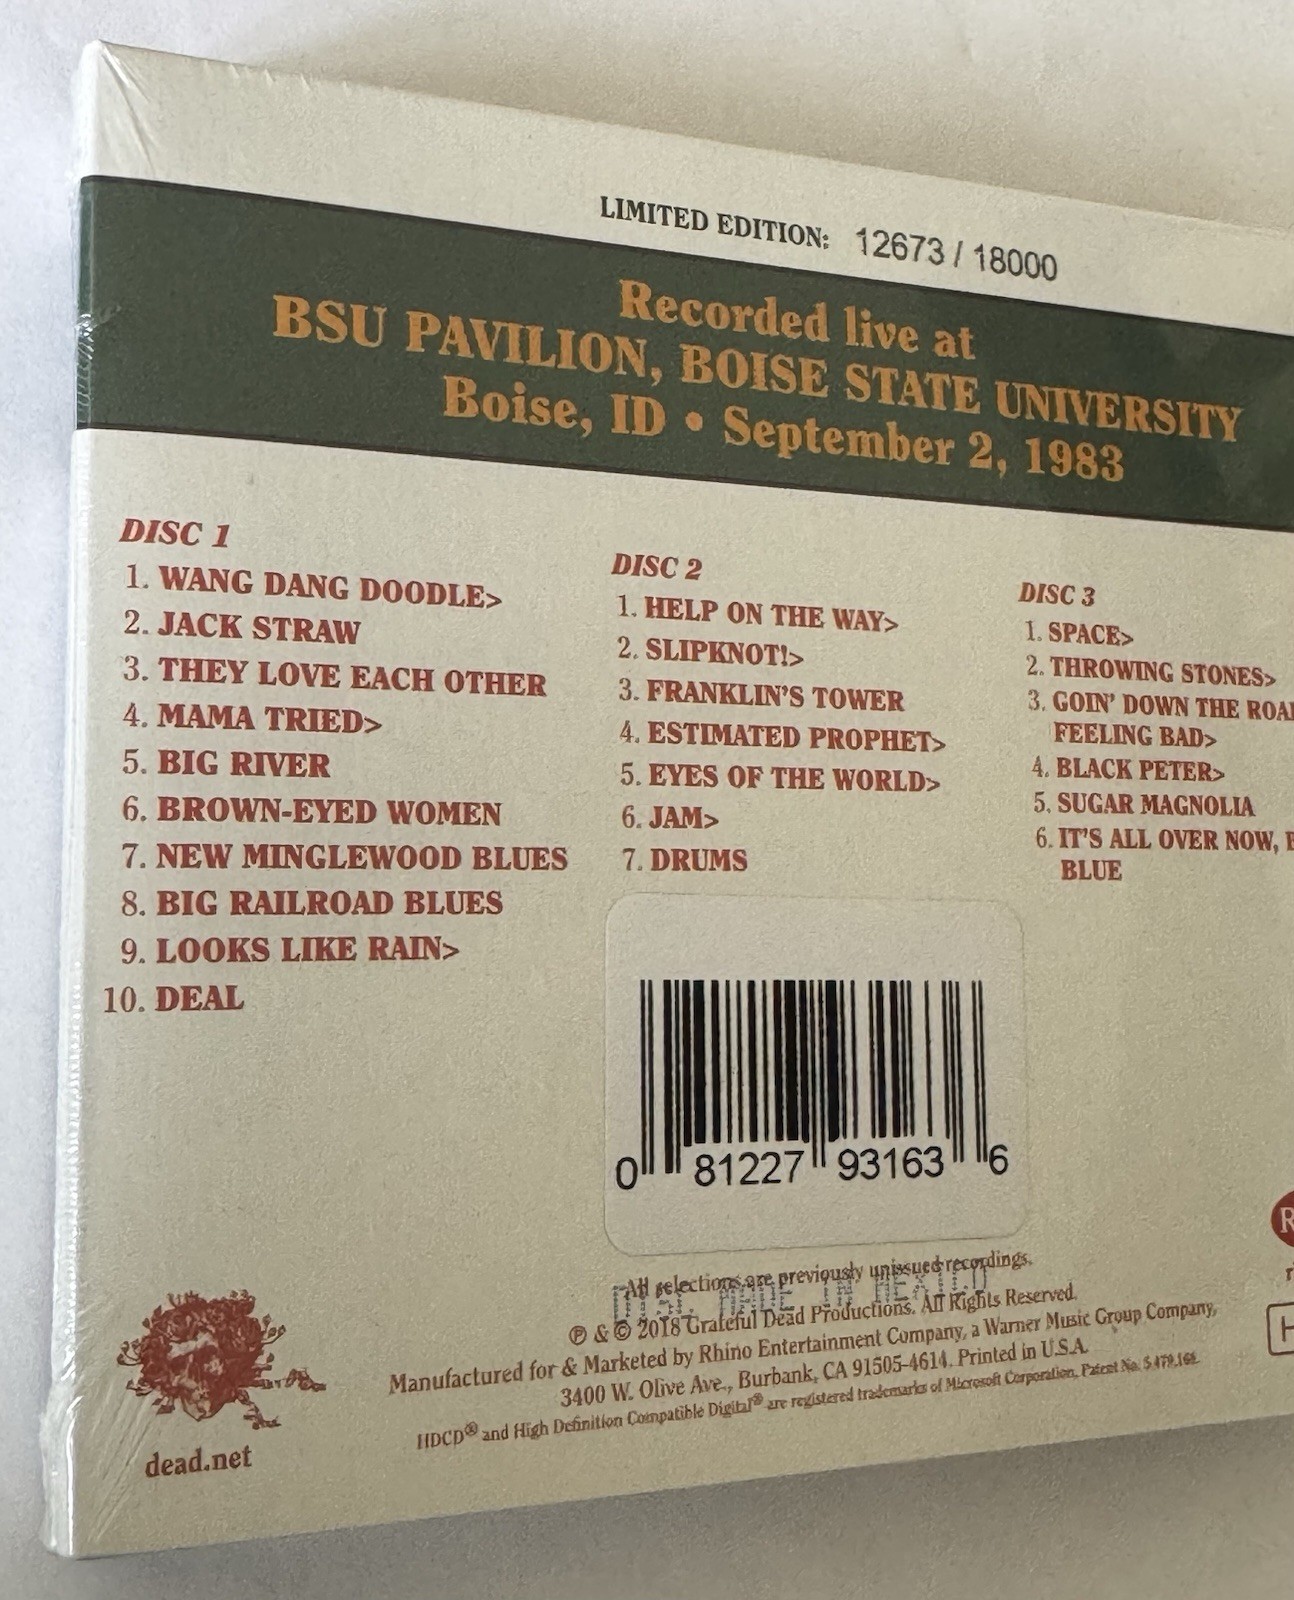 LIMITED EDITION: 12673 / 18000
Recorded live at
BSU PAVILION, BOISE STATE UNIVERSITY
Boise, ID • September 2, 1983
DISC 1
1. WANG DANG DOODLE>
2. JACK STRAW
3. THEY LOVE EACH OTHER
4. MAMA TRIED>
5. BIG RIVER
6. BROWN-EYED WOMEN
7. NEW MINGLEWOOD BLUES
8. BIG RAILROAD BLUES
9. LOOKS LIKE RAIN>
10. DEAL
DISC 2
1. HELP ON THE WAY>
2. SLIPKNOT!>
3. FRANKLIN'S TOWER
4. ESTIMATED PROPHET>
5. EYES OF THE WORLD>
6. JAM>
7. DRUMS
DISC 3
1. SPACE>
2. THROWING STONES>
3. GOIN' DOWN THE
FEELING BAD>
4. BLACK PETER>
5. SUGAR MAGNOLIA
6. IT'S ALL OVER NOW,
BLUE
0 81227 93163 6
All selections are previously unissued recordings.
MADE IN MEXICO
℗ & © 2018 Grateful Dead Productions. All Rights Reserved.
Manufactured for & Marketed by Rhino Entertainment Company, a Warner Music Group Company,
3400 W. Olive Ave., Burbank, CA 91505-4614. Printed in U.S.A.
HDCD® and High Definition Compatible Digital® are registered trademarks of Microsoft Corporation, Patent No. 5,479,168.
dead.net